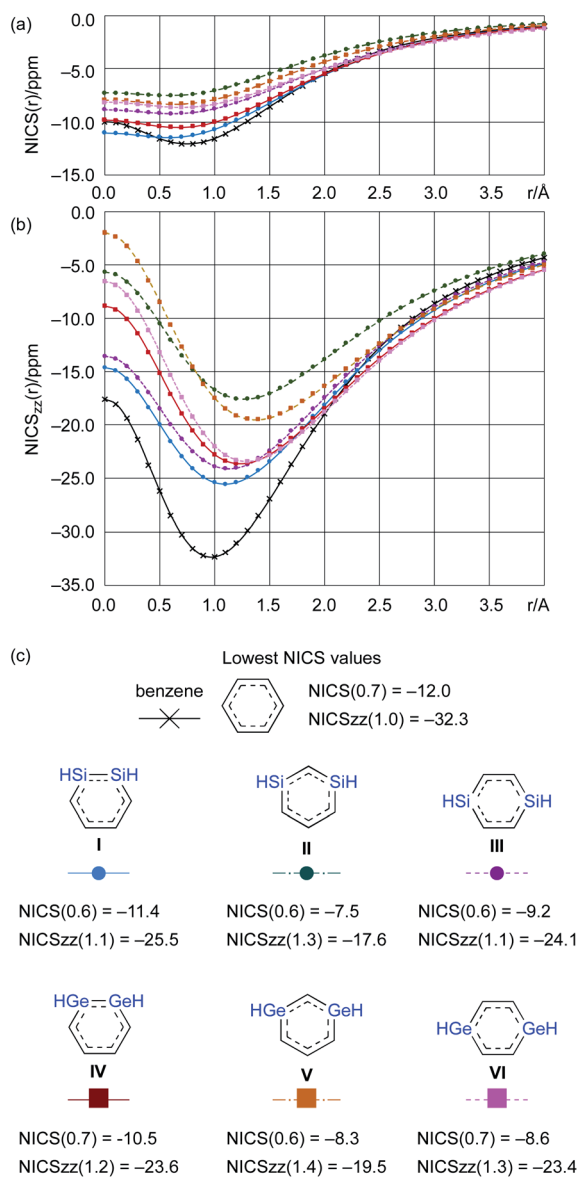 (a)
0.0
–5.0
–10.0
–15.0
NICS(r)/ppm
0.0 0.5 1.0 1.5 2.0 2.5 3.0 3.5 r/Å
(b)
0.0
–5.0
–10.0
–15.0
–20.0
–25.0
–30.0
–35.0
NICSzz(r)/ppm
0.0 0.5 1.0 1.5 2.0 2.5 3.0 3.5 r/A
(c)
Lowest NICS values
benzene
NICS(0.7) = –12.0
NICSzz(1.0) = –32.3
HSi SiH
HSi SiH
HSi SiH
I II III
NICS(0.6) = –11.4 NICS(0.6) = –7.5 NICS(0.6) = –9.2
NICSzz(1.1) = –25.5 NICSzz(1.3) = –17.6 NICSzz(1.1) = –24.1
HGe GeH
HGe GeH
HGe GeH
IV V VI
NICS(0.7) = -10.5 NICS(0.6) = –8.3 NICS(0.7) = –8.6
NICSzz(1.2) = –23.6 NICSzz(1.4) = –19.5 NICSzz(1.3) = –23.4